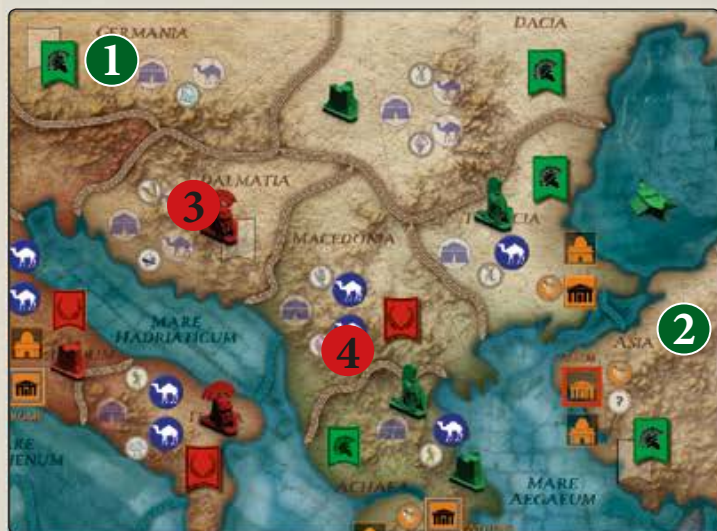 GERMANIA
1
DACIA
DALMATIA
3
MACEDONIA
MARE
HADRIATICUM
4
ASIA
2
ACHAEA
MARE
AEGAEUM
?